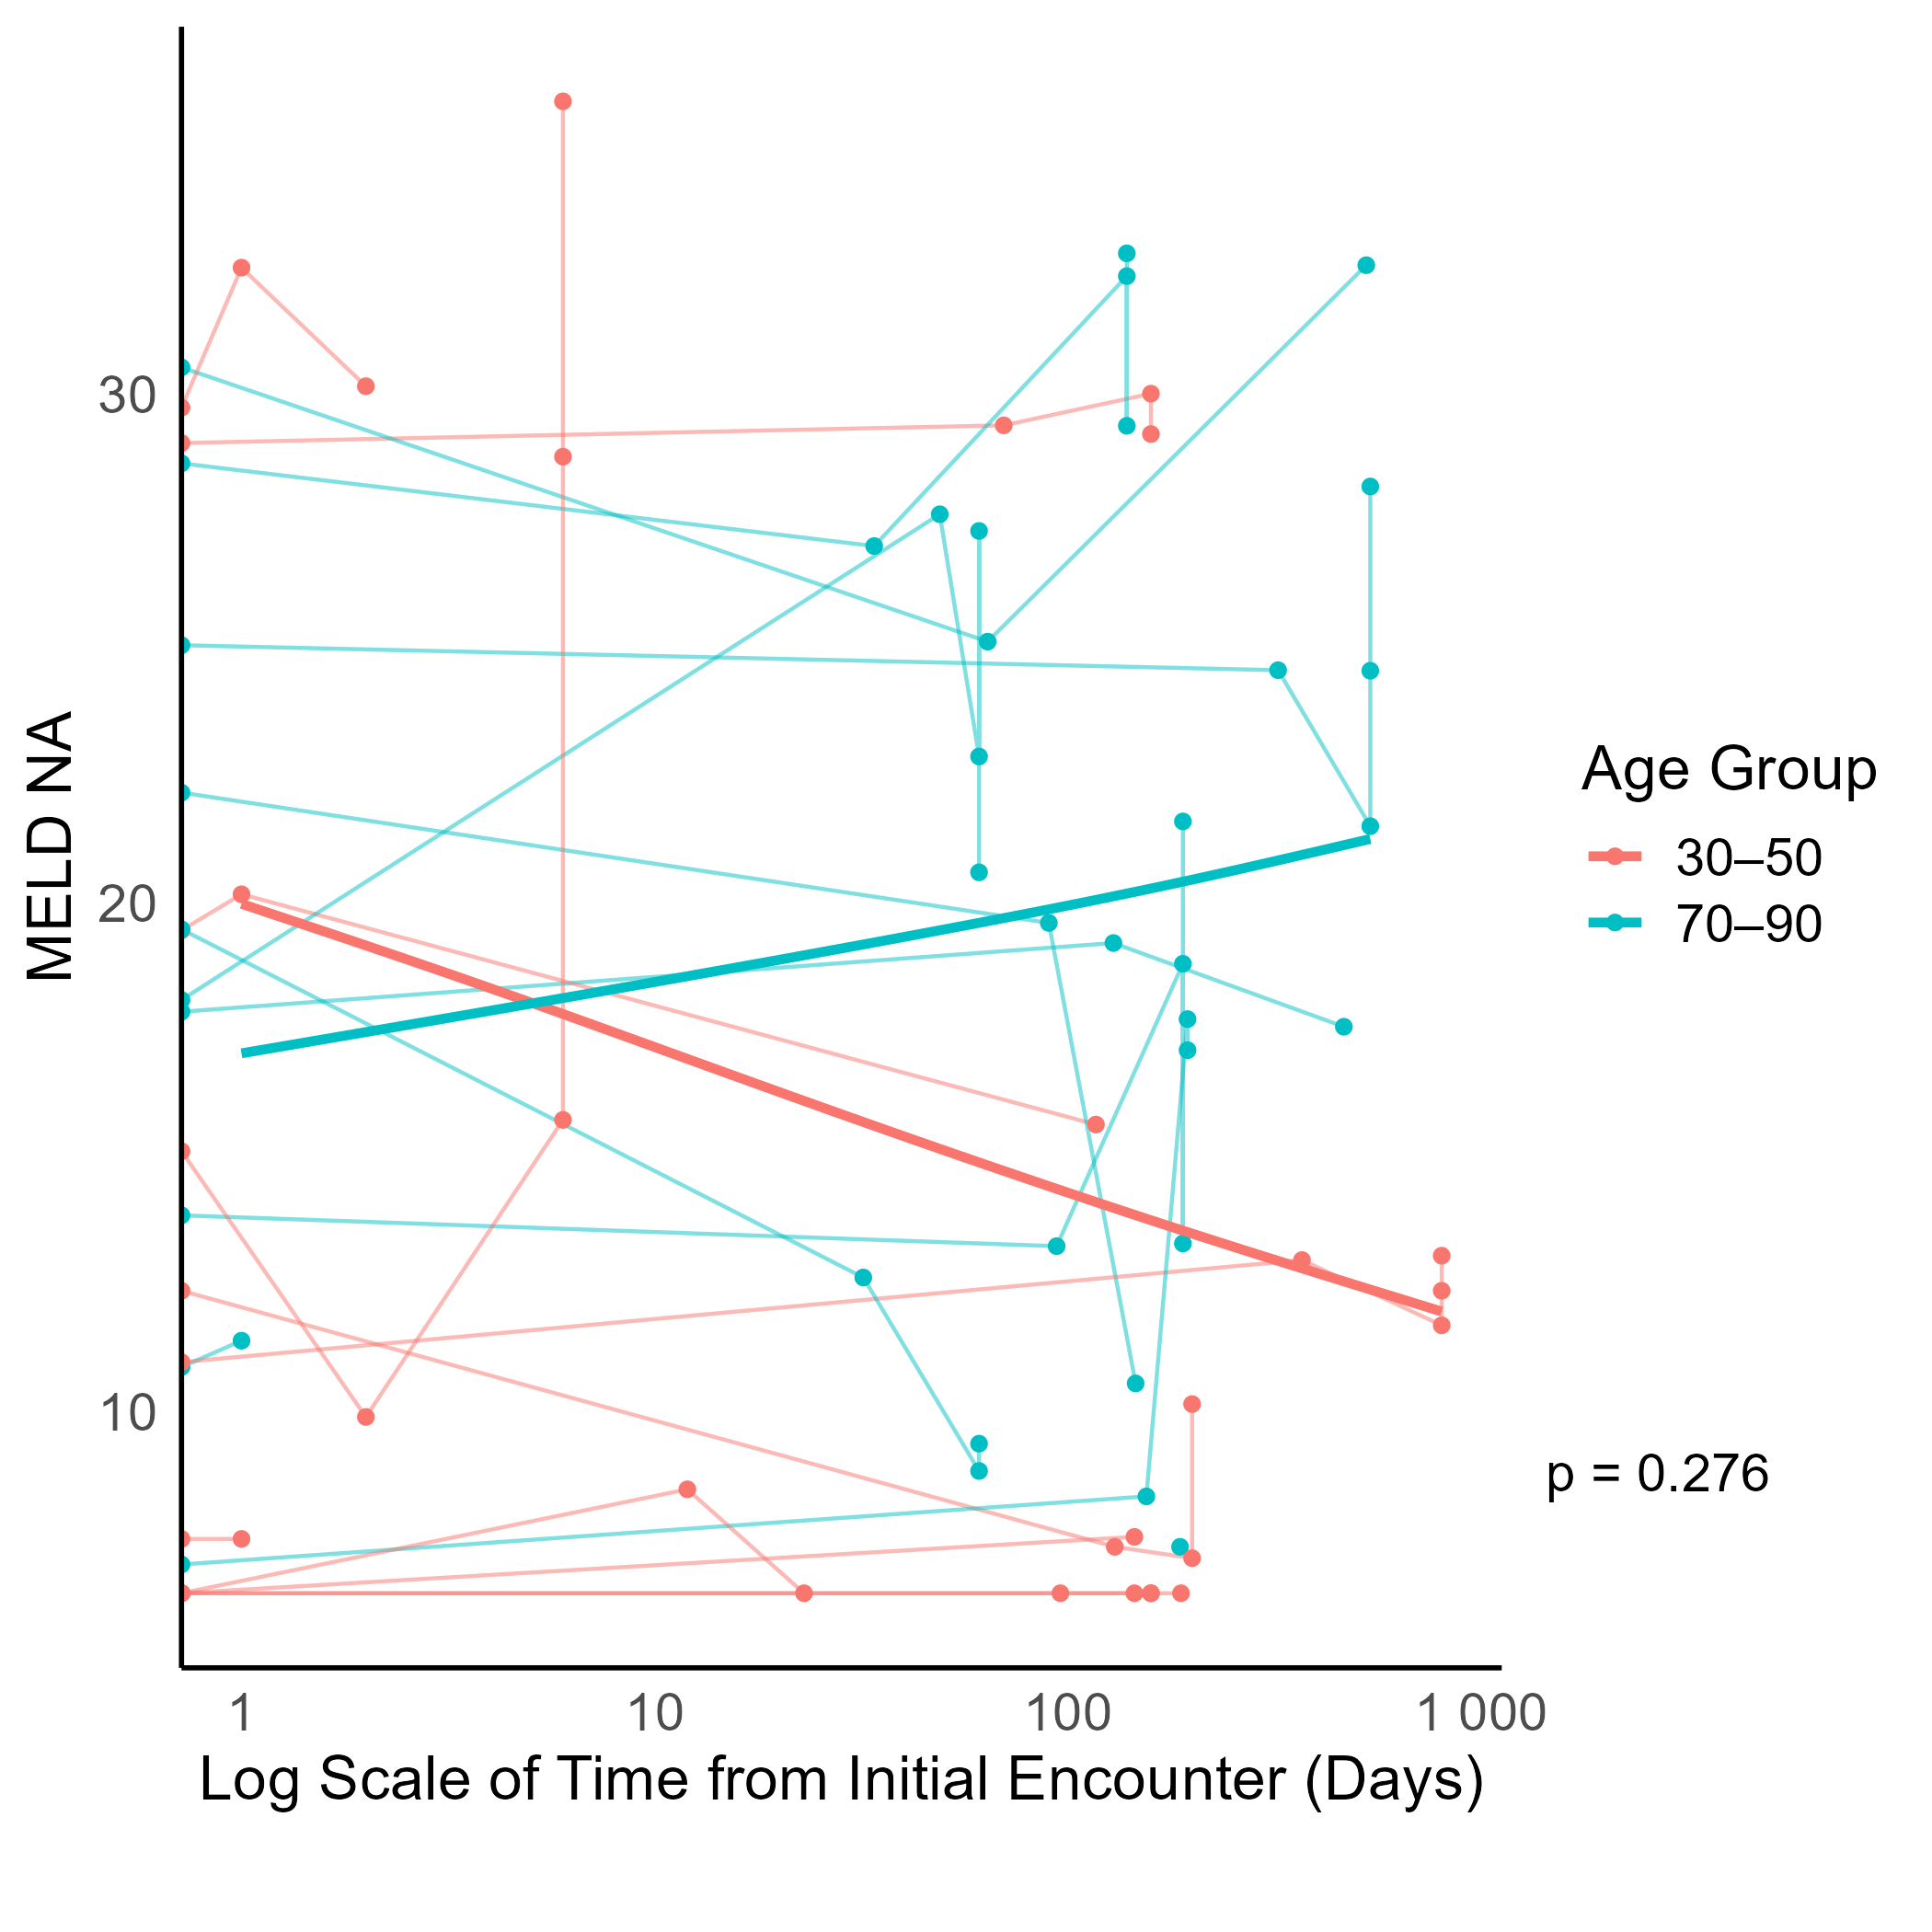 MELD NA
30
20
10
1
10
100
1 000
Log Scale of Time from Initial Encounter (Days)
Age Group
30–50
70–90
p = 0.276